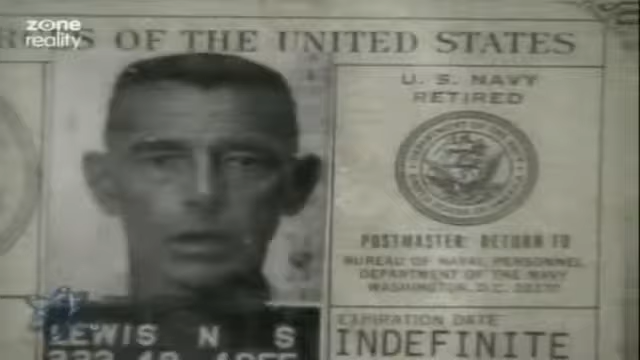 zone
reality
S OF THE UNITED STATES
U. S. NAVY
RETIRED
POSTMASTER: RETURN TO
BUREAU OF NAVAL PERSONNEL
DEPARTMENT OF THE NAVY
WASHINGTON, D.C.
EXPIRATION DATE
INDEFINITE
LEWIS N S